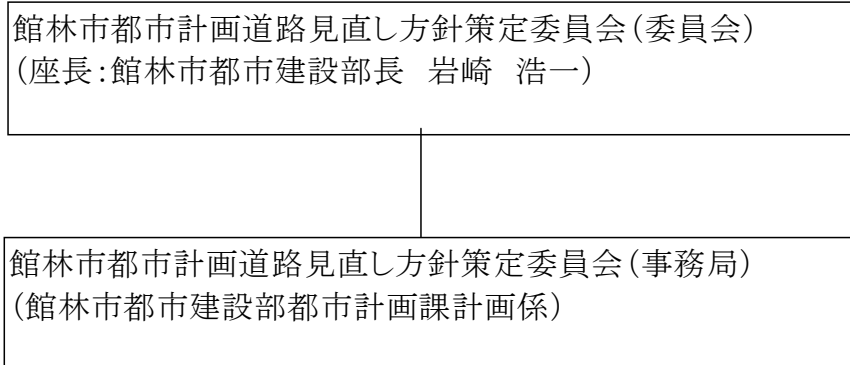 館林市都市計画道路見直し方針策定委員会(委員会)
(座長:館林市都市建設部長　岩崎　浩一)
館林市都市計画道路見直し方針策定委員会(事務局)
(館林市都市建設部都市計画課計画係)